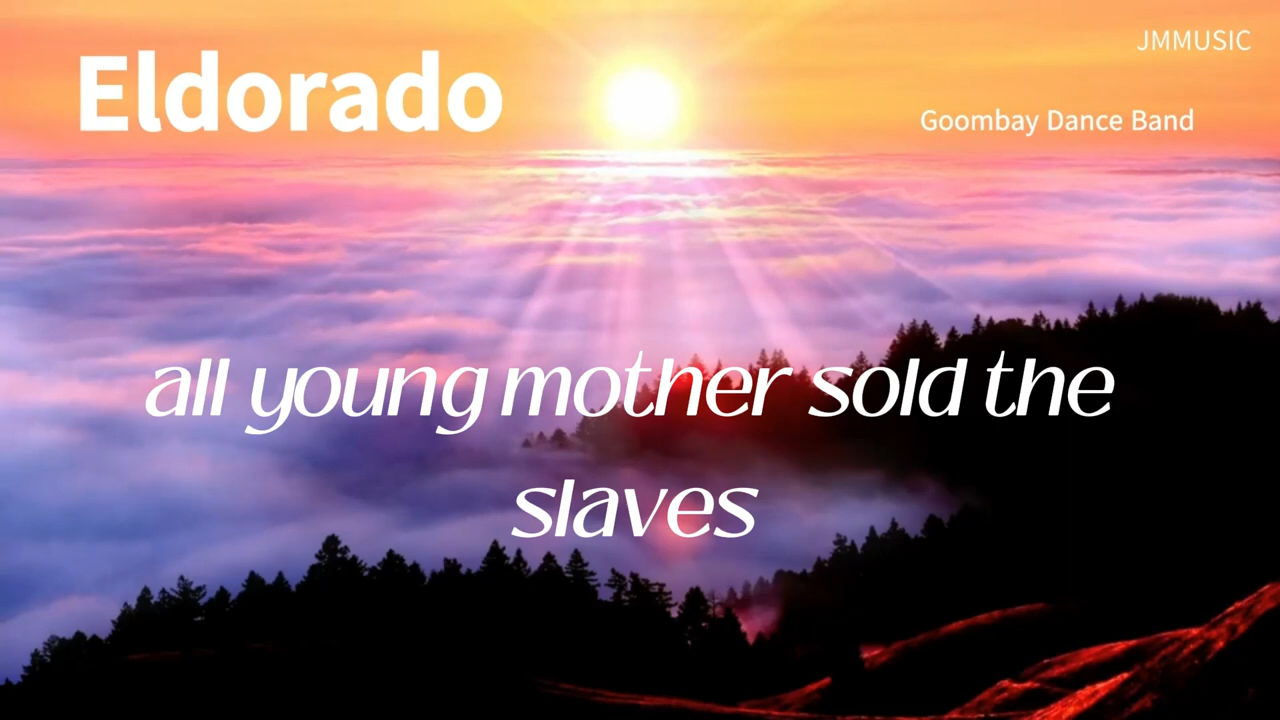 JMMUSIC
Eldorado
Goombay Dance Band
all young mother sold the
slaves